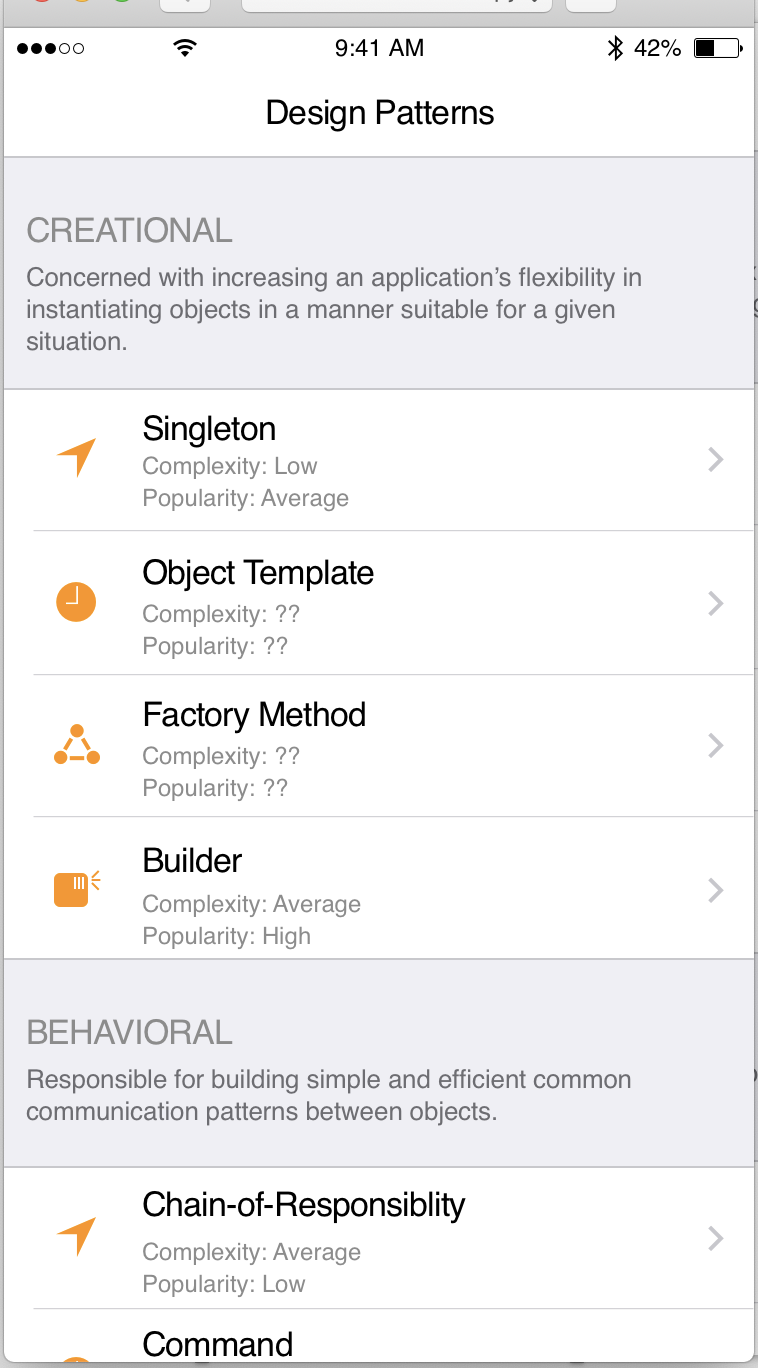 9:41 AM
42%
Design Patterns
CREATIONAL
Concerned with increasing an application’s flexibility in
instantiating objects in a manner suitable for a given
situation.
Singleton
Complexity: Low
Popularity: Average
Object Template
Complexity: ??
Popularity: ??
Factory Method
Complexity: ??
Popularity: ??
Builder
Complexity: Average
Popularity: High
BEHAVIORAL
Responsible for building simple and efficient common
communication patterns between objects.
Chain-of-Responsiblity
Complexity: Average
Popularity: Low
Command